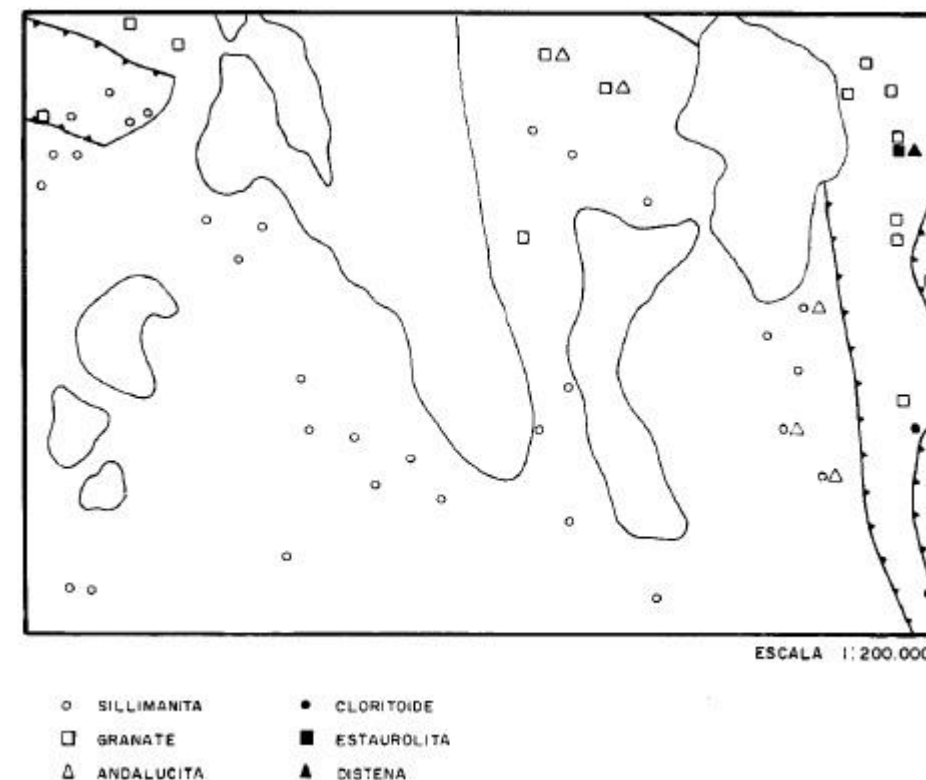 ESCALA 1:200.000
SILLIMANITA
CLORITOIDE
GRANATE
ESTAUROLITA
ANDALUCITA
DISTENA